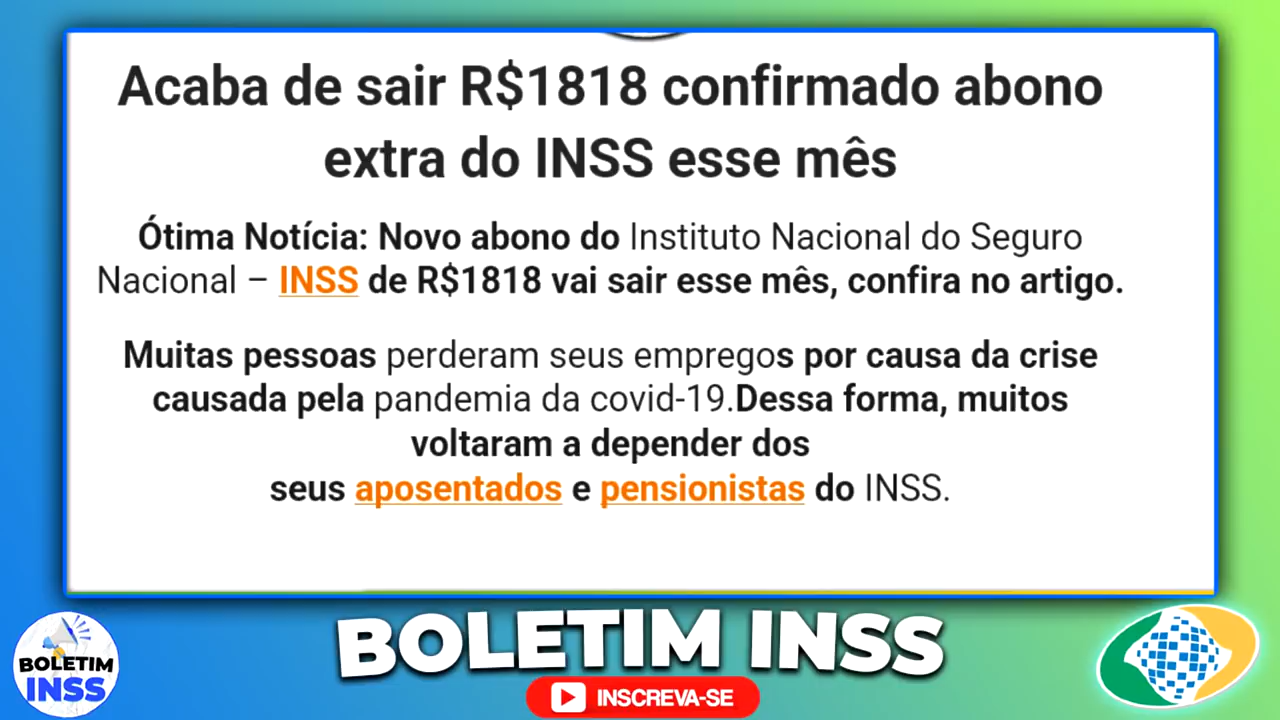 Acaba de sair R$1818 confirmado abono
extra do INSS esse mês
Ótima Notícia: Novo abono do Instituto Nacional do Seguro
Nacional – INSS de R$1818 vai sair esse mês, confira no artigo.
Muitas pessoas perderam seus empregos por causa da crise
causada pela pandemia da covid-19.Dessa forma, muitos
voltaram a depender dos
seus aposentados e pensionistas do INSS.
BOLETIM INSS
INSCREVA-SE
BOLETIM
INSS